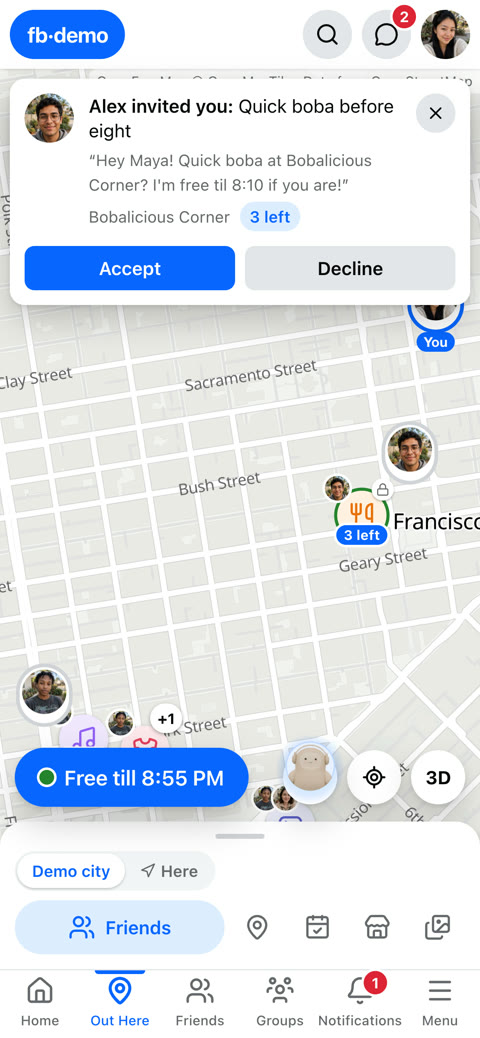 fb·demo
2
Alex invited you: Quick boba before
eight
“Hey Maya! Quick boba at Bobalicious
Corner? I'm free til 8:10 if you are!”
Bobalicious Corner
3 left
Accept
Decline
You
Clay Street
Sacramento Street
Bush Street
3 left
Francisco
Geary Street
+1
Street
Free till 8:55 PM
3D
Demo city
Here
Friends
Home
Out Here
Friends
Groups
1
Notifications
Menu